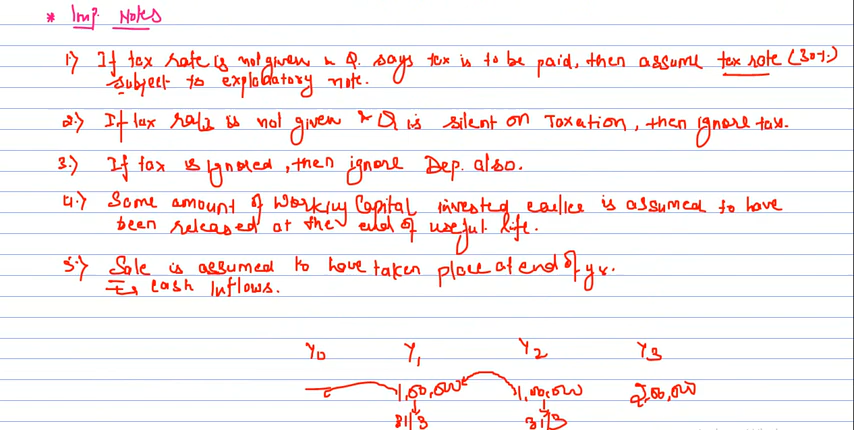 * Imp. Notes
1.) If tax rate is not given & Q. says tax is to be paid, then assume tax rate (30%)
subject to explanatory note.
2.) If tax rate is not given & Q is silent on Taxation, then ignore tax.
3.) If tax is ignored, then ignore Dep. also.
4.) Same amount of Working Capital invested earlier is assumed to have
been released at the end of useful life.
5.) Sale is assumed to have taken place at end of yr.
Cash Inflows.
Y0 Y1 Y2 Y3
1,00,000 1,00,000 2,00,000
31/3 31/3